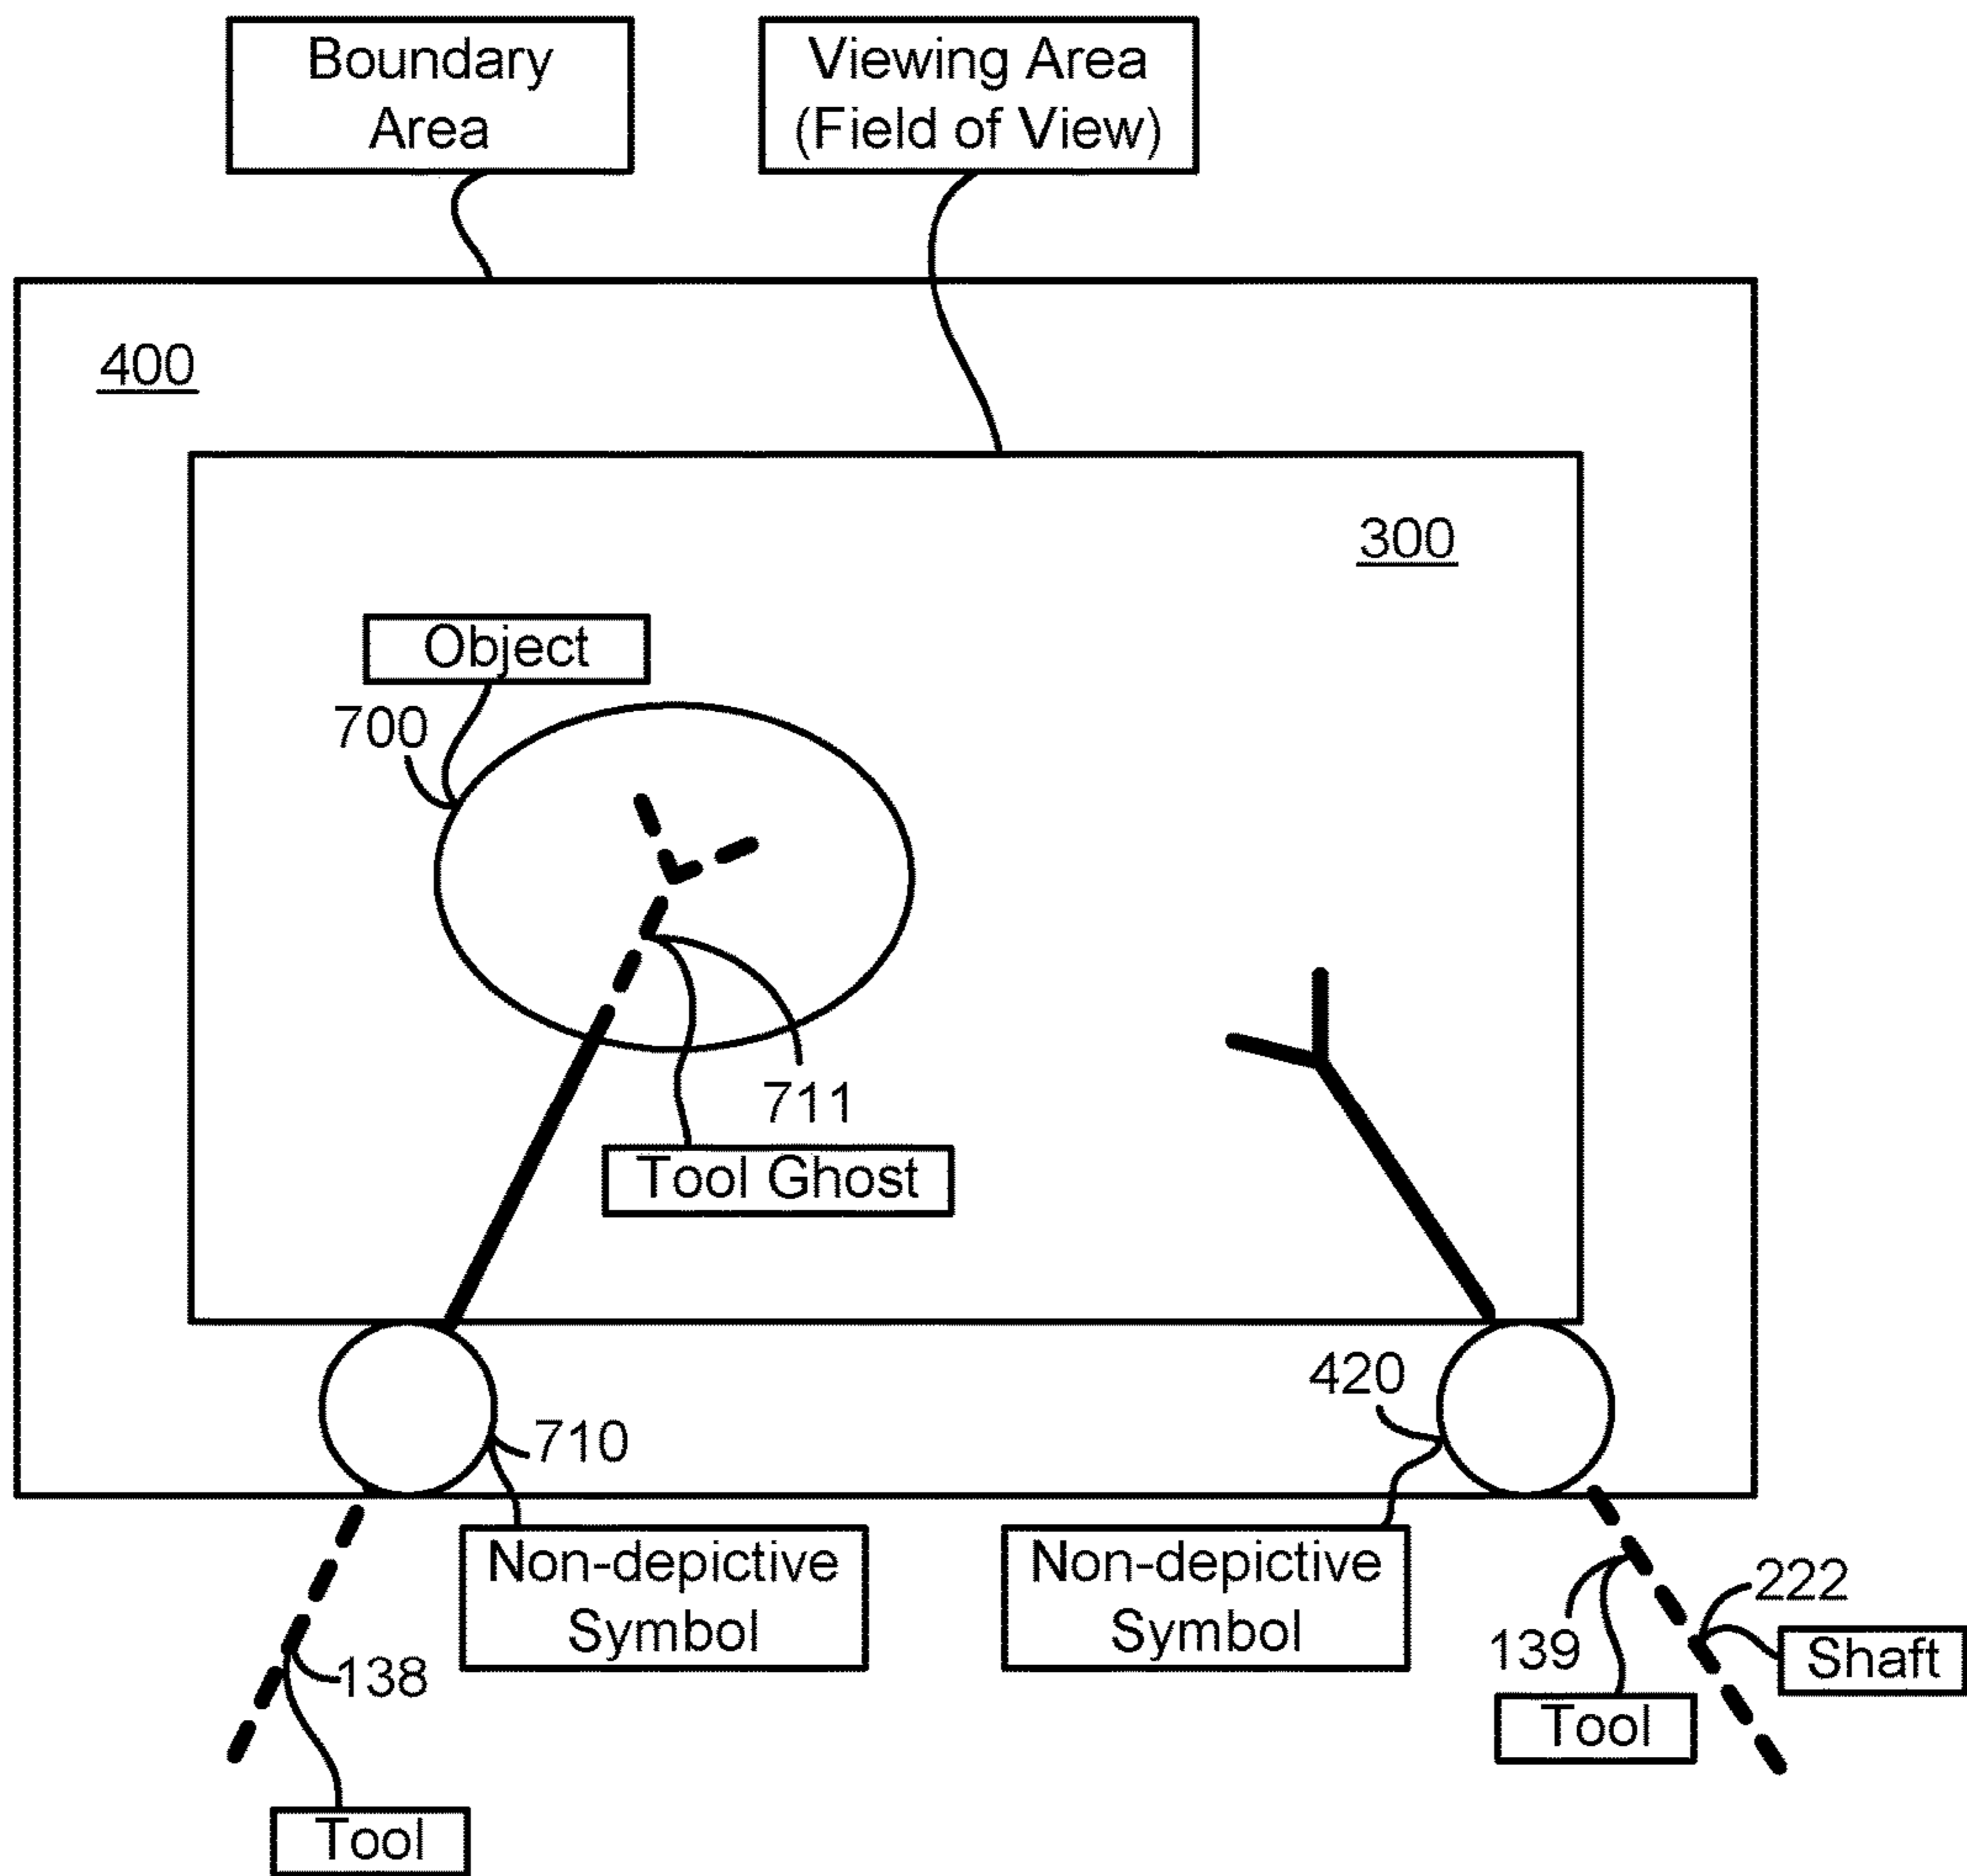 Boundary
Area
Viewing Area
(Field of View)
400
300
Object
700
711
Tool Ghost
420
710
Non-depictive
Symbol
Non-depictive
Symbol
222
139
Shaft
138
Tool
Tool